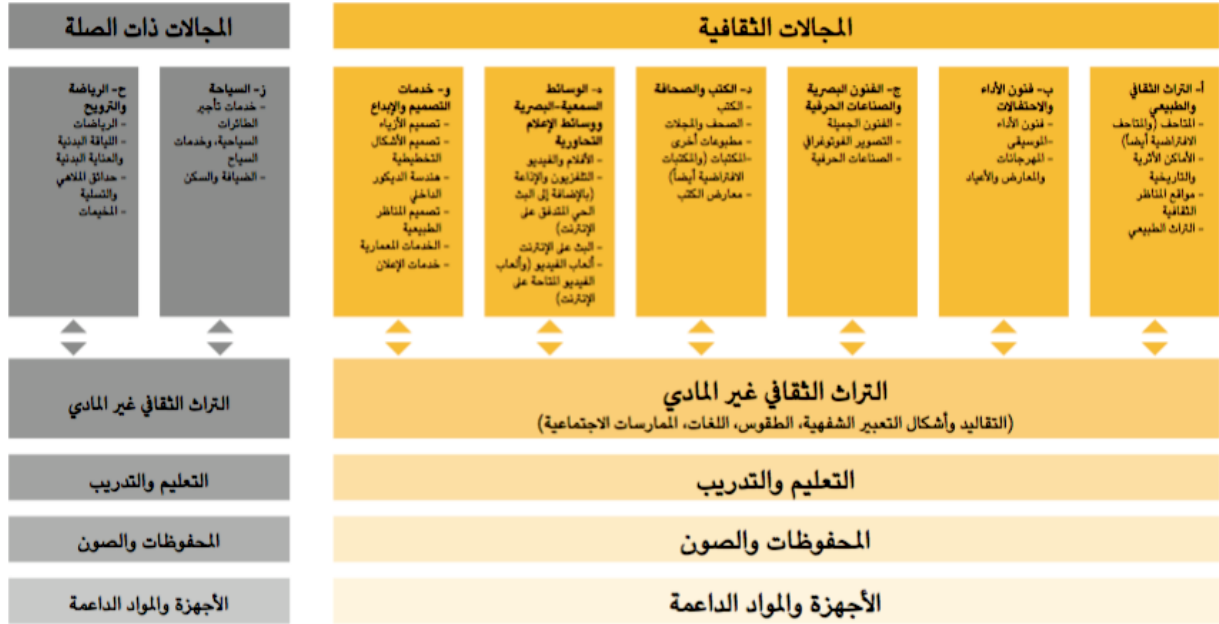 المجالات الثقافية
المجالات ذات الصلة
أ- التراث الثقافي
والطبيعي
- المتاحف (والمتاحف
الافتراضية أيضاً)
- الأماكن الأثرية
والتاريخية
- مواقع المناظر
الثقافية
- التراث الطبيعي
ب- فنون الأداء
والاحتفالات
- فنون الأداء
-الموسيقى
- المهرجانات
والمعارض والأعياد
ج- الفنون البصرية
والصناعات الحرفية
- الفنون الجميلة
- التصوير الفوتوغرافي
- الصناعات الحرفية
د- الكتب والصحافة
- الكتب
- الصحف والمجلات
- مطبوعات أخرى
-المكتبات (والمكتبات
الافتراضية أيضاً)
- معارض الكتب
ه- الوسائط
السمعية-البصرية
ووسائط الإعلام
التحاورية
- الأفلام والفيديو
- التلفزيون والإذاعة
(بالإضافة إلى البث
الحي المتدفق على
الإنترنت)
- البث على الإنترنت
- ألعاب الفيديو (وألعاب
الفيديو المتاحة على
الإنترنت)
و- خدمات
التصميم والإبداع
- تصميم الأزياء
- تصميم الأشكال
التخطيطية
- هندسة الديكور
الداخلي
- تصميم المناظر
الطبيعية
- الخدمات المعمارية
- خدمات الإعلان
ز- السياحة
- خدمات تأجير
الطائرات
السياحية، وخدمات
السياح
- الضيافة والسكن
ح- الرياضة
والترويح
- الرياضات
- اللياقة البدنية
والعناية البدنية
- حدائق الملاهي
والتسلية
- المخيمات
التراث الثقافي غير المادي
(التقاليد وأشكال التعبير الشفهية، الطقوس، اللغات، الممارسات الاجتماعية)
التراث الثقافي غير المادي
التعليم والتدريب
التعليم والتدريب
المحفوظات والصون
المحفوظات والصون
الأجهزة والمواد الداعمة
الأجهزة والمواد الداعمة